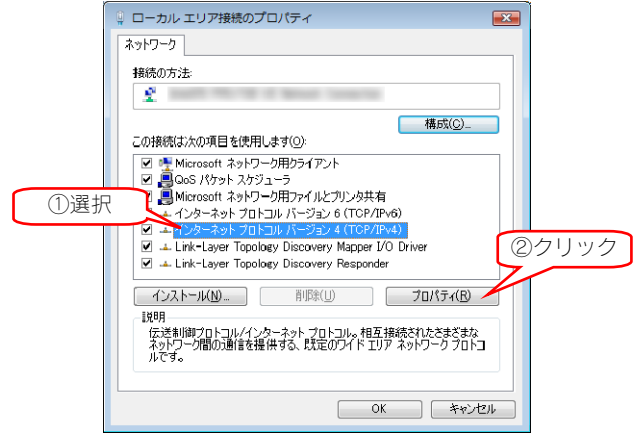 ローカル エリア接続のプロパティ
ネットワーク
接続の方法:
構成(C)...
この接続は次の項目を使用します(O):
Microsoft ネットワーク用クライアント
QoS パケット スケジューラ
Microsoft ネットワーク用ファイルとプリンタ共有
①選択
インターネット プロトコル バージョン 6 (TCP/IPv6)
インターネット プロトコル バージョン 4 (TCP/IPv4)
②クリック
Link-Layer Topology Discovery Mapper I/O Driver
Link-Layer Topology Discovery Responder
インストール(N)...
削除(U)
プロパティ(R)
説明
伝送制御プロトコル/インターネット プロトコル。相互接続されたさまざまな
ネットワーク間の通信を提供する、既定のワイド エリア ネットワーク プロトコ
ルです。
OK
キャンセル